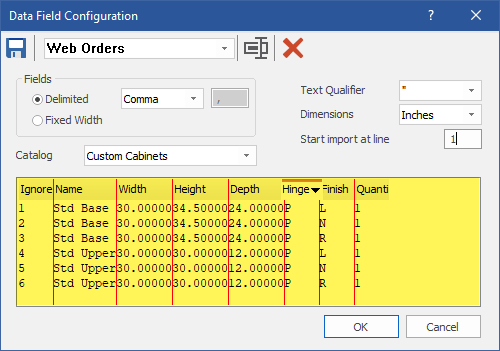 Data Field Configuration ?
Web Orders
Fields
Delimited Comma ,
Fixed Width
Text Qualifier "
Dimensions Inches
Start import at line 1
Catalog Custom Cabinets
Ignore Name Width Height Depth Hinge Finish Quanti
1 Std Base 30.00000 34.50000 24.00000 P L 1
2 Std Base 30.00000 34.50000 24.00000 P N 1
3 Std Base 30.00000 34.50000 24.00000 P R 1
4 Std Upper 30.00000 30.00000 12.00000 P L 1
5 Std Upper 30.00000 30.00000 12.00000 P N 1
6 Std Upper 30.00000 30.00000 12.00000 P R 1
OK Cancel